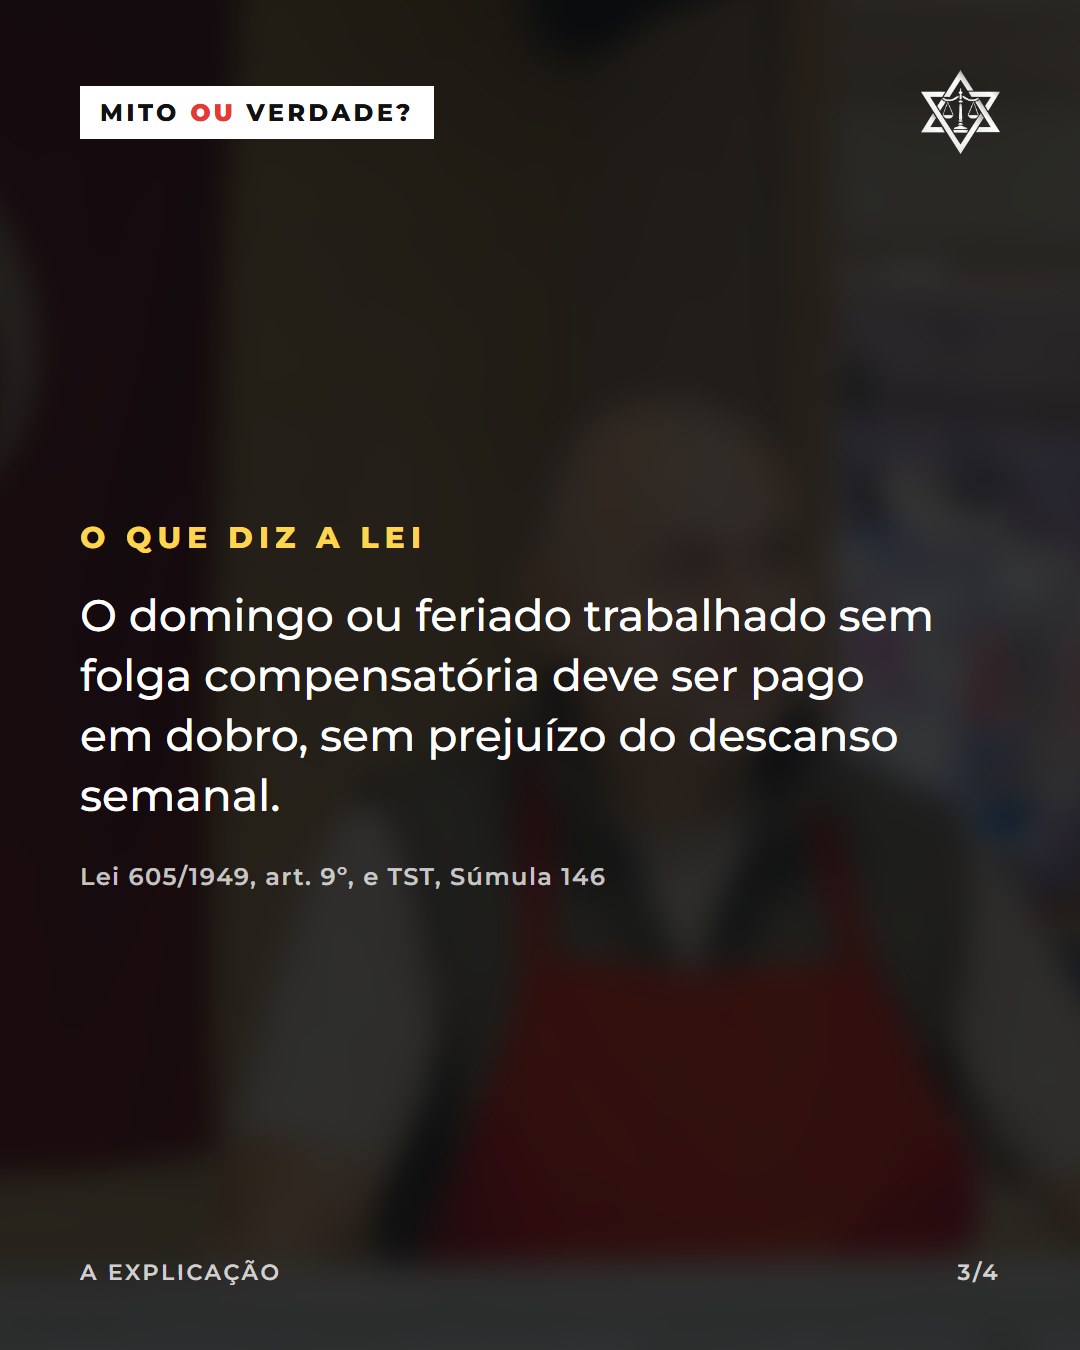 MITO OU VERDADE?
O QUE DIZ A LEI
O domingo ou feriado trabalhado sem
folga compensatória deve ser pago
em dobro, sem prejuízo do descanso
semanal.
Lei 605/1949, art. 9º, e TST, Súmula 146
A EXPLICAÇÃO
3/4